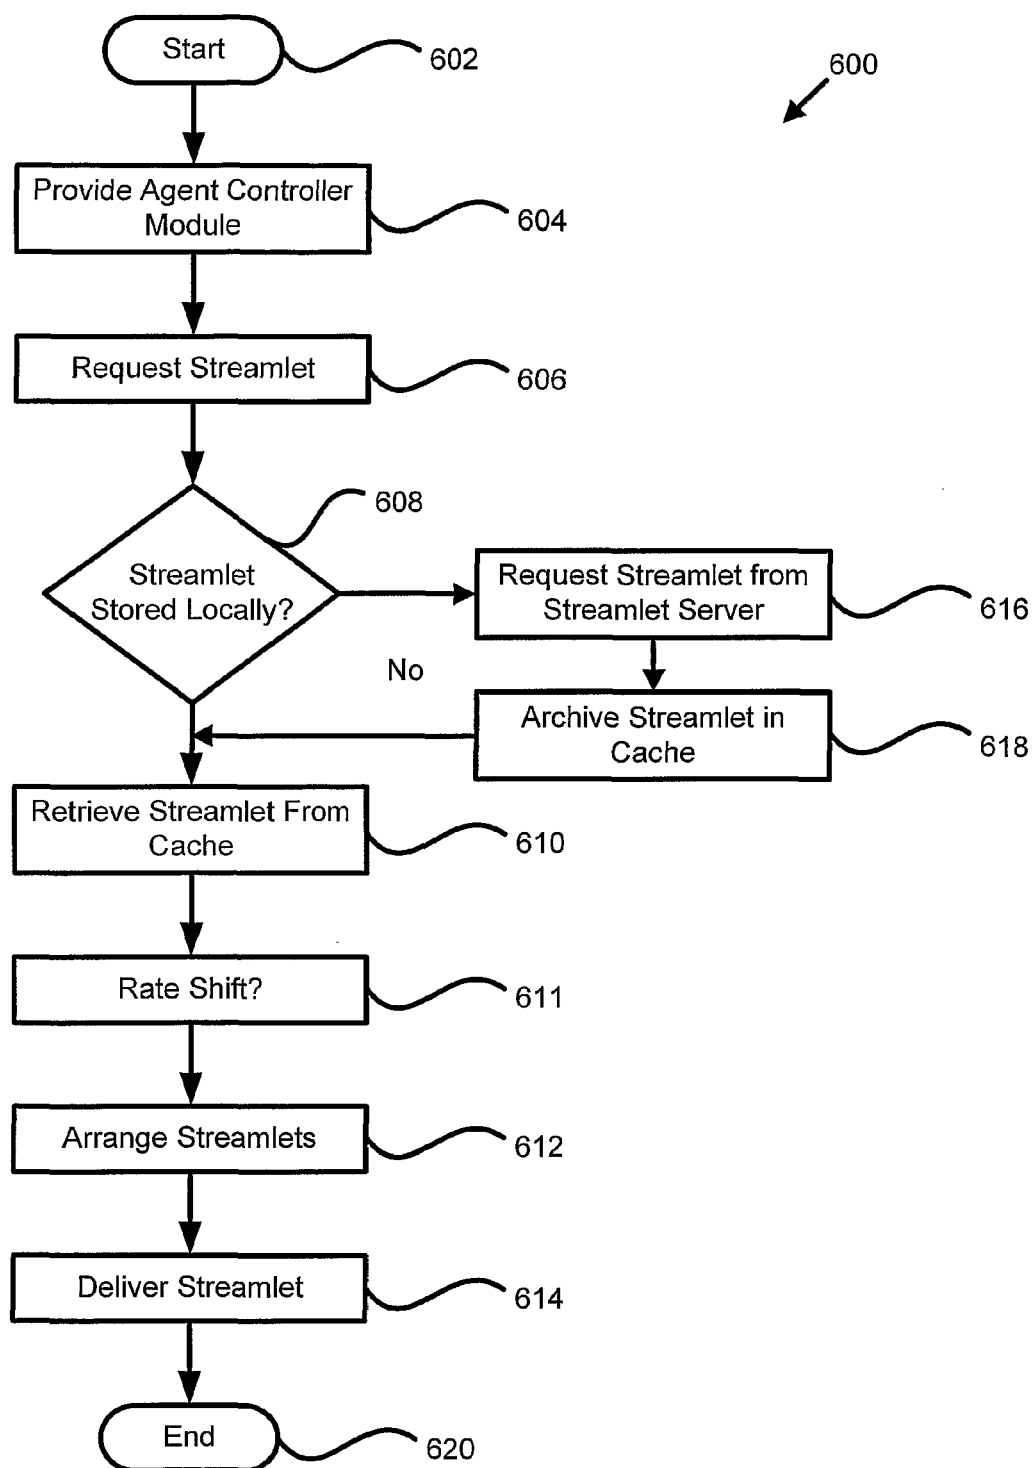 Start
602
600
Provide Agent Controller
Module
604
Request Streamlet
606
608
Streamlet
Stored Locally?
Request Streamlet from
Streamlet Server
616
No
Archive Streamlet in
Cache
618
Retrieve Streamlet From
Cache
610
Rate Shift?
611
Arrange Streamlets
612
Deliver Streamlet
614
End
620